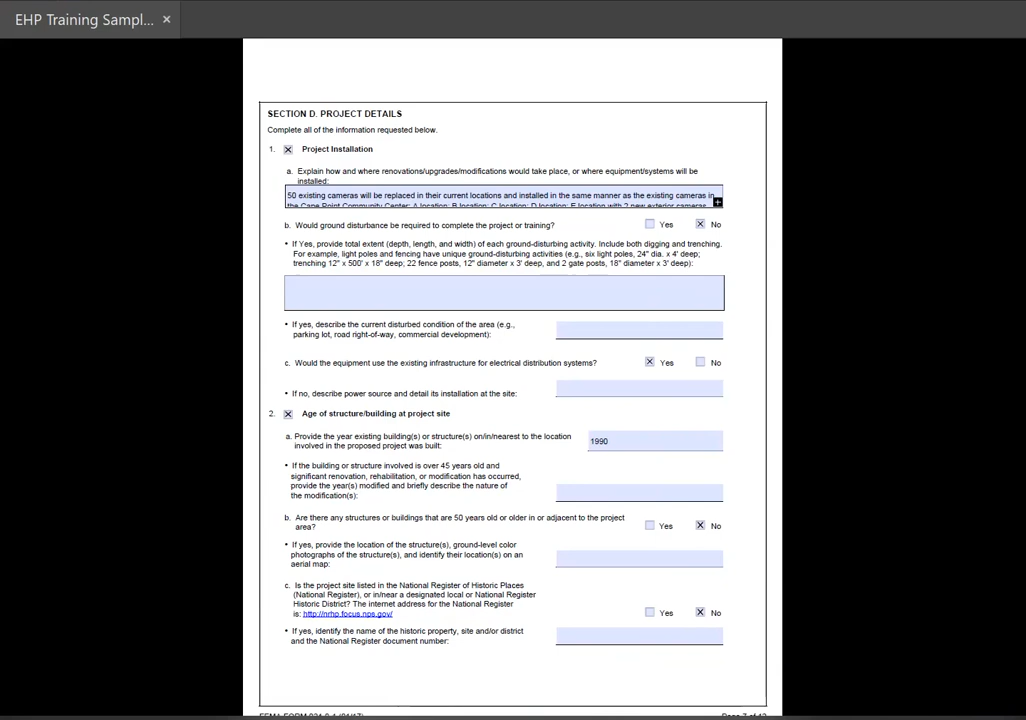 EHP Training Sampl... ×
SECTION D. PROJECT DETAILS
Complete all of the information requested below.
1. X Project Installation
a. Explain how and where renovations/upgrades/modifications would take place, or where equipment/systems will be
installed:
50 existing cameras will be replaced in their current locations and installed in the same manner as the existing cameras in
the Cape Point Community Center: A location; B location; C location; D location; E location with 2 new exterior cameras
b. Would ground disturbance be required to complete the project or training? Yes X No
• If Yes, provide total extent (depth, length, and width) of each ground-disturbing activity. Include both digging and trenching.
For example, light poles and fencing have unique ground-disturbing activities (e.g., six light poles, 24" dia. x 4' deep;
trenching 12" x 500' x 18" deep; 22 fence posts, 12" diameter x 3' deep, and 2 gate posts, 18" diameter x 3' deep):
• If yes, describe the current disturbed condition of the area (e.g.,
parking lot, road right-of-way, commercial development):
c. Would the equipment use the existing infrastructure for electrical distribution systems? X Yes No
• If no, describe power source and detail its installation at the site:
2. X Age of structure/building at project site
a. Provide the year existing building(s) or structure(s) on/in/nearest to the location
involved in the proposed project was built: 1990
• If the building or structure involved is over 45 years old and
significant renovation, rehabilitation, or modification has occurred,
provide the year(s) modified and briefly describe the nature of
the modification(s):
b. Are there any structures or buildings that are 50 years old or older in or adjacent to the project
area? Yes X No
• If yes, provide the location of the structure(s), ground-level color
photographs of the structure(s), and identify their location(s) on an
aerial map:
c. Is the project site listed in the National Register of Historic Places
(National Register), or in/near a designated local or National Register
Historic District? The internet address for the National Register
is: http://nrhp.focus.nps.gov/ Yes X No
• If yes, identify the name of the historic property, site and/or district
and the National Register document number: